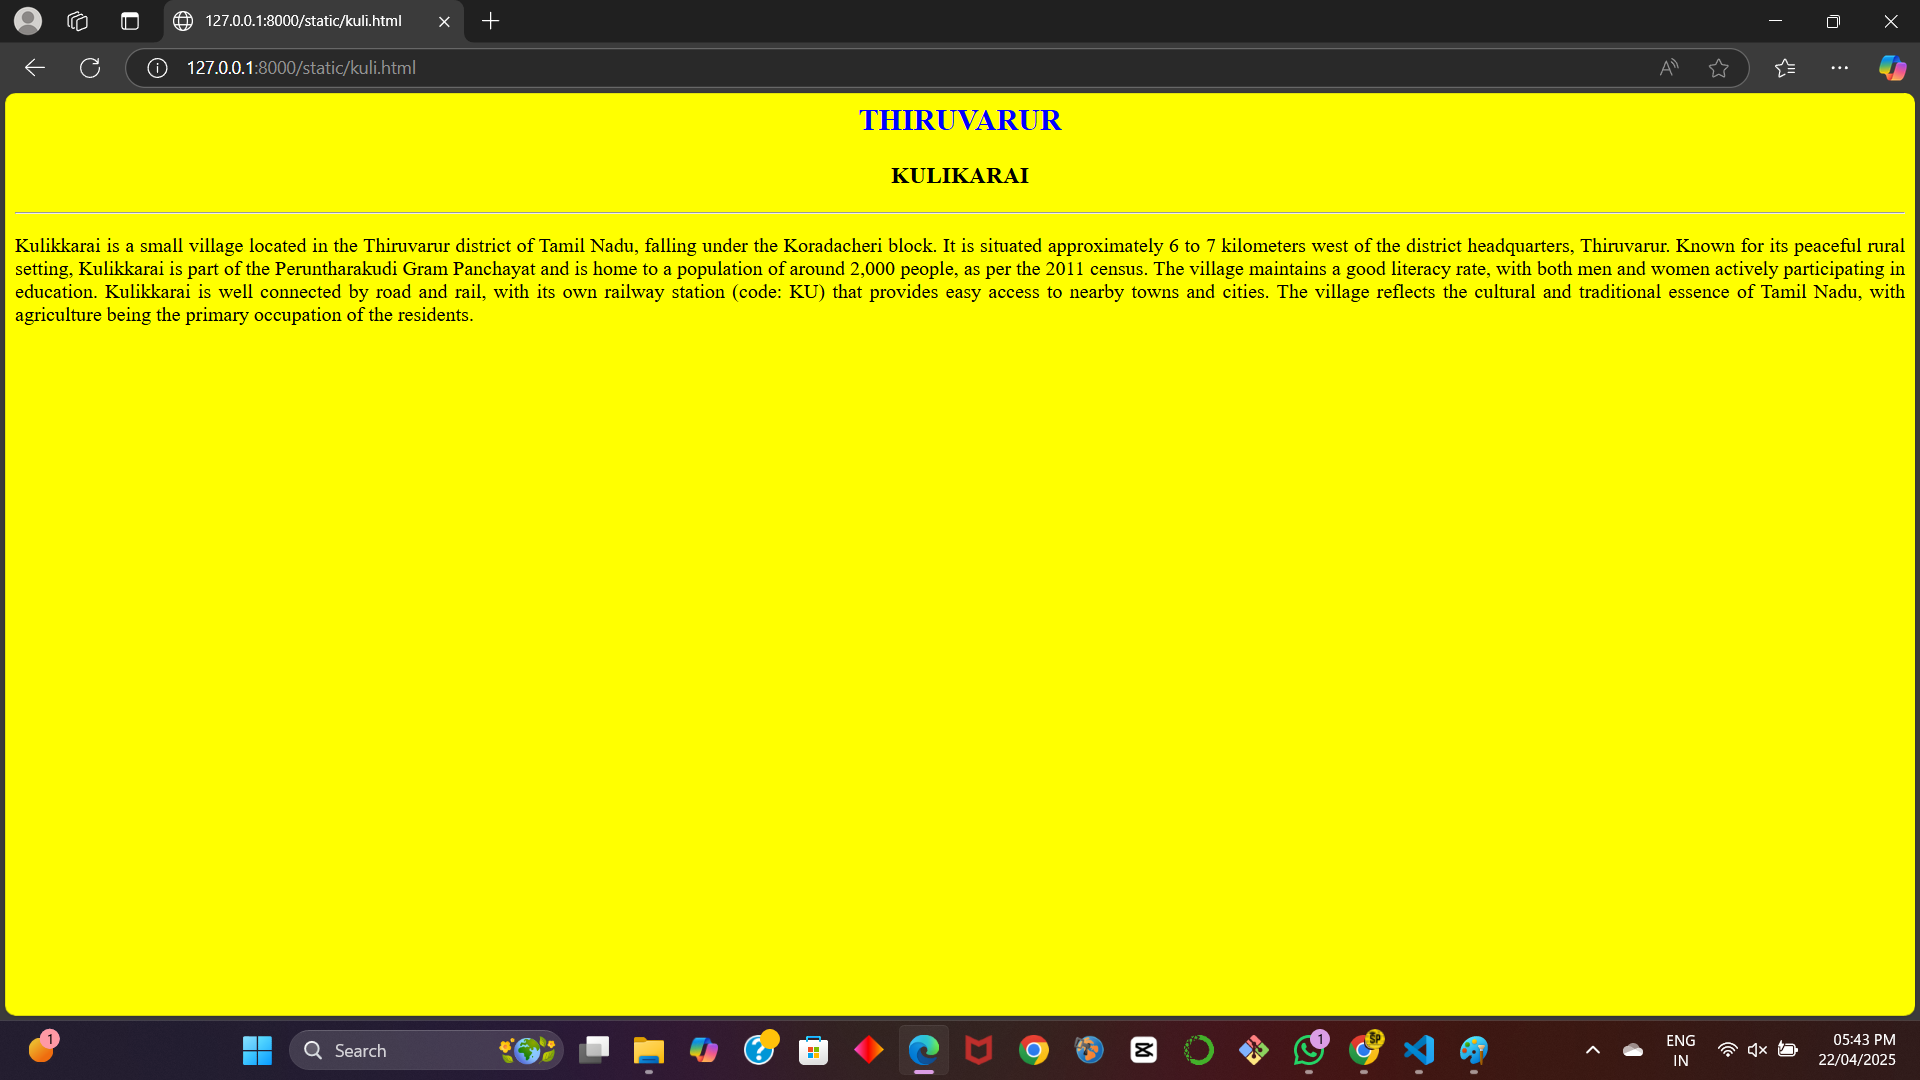 127.0.0.1:8000/static/kuli.html
127.0.0.1:8000/static/kuli.html
THIRUVARUR
KULIKARAI
Kulikkarai is a small village located in the Thiruvarur district of Tamil Nadu, falling under the Koradacheri block. It is situated approximately 6 to 7 kilometers west of the district headquarters, Thiruvarur. Known for its peaceful rural
setting, Kulikkarai is part of the Peruntharakudi Gram Panchayat and is home to a population of around 2,000 people, as per the 2011 census. The village maintains a good literacy rate, with both men and women actively participating in
education. Kulikkarai is well connected by road and rail, with its own railway station (code: KU) that provides easy access to nearby towns and cities. The village reflects the cultural and traditional essence of Tamil Nadu, with
agriculture being the primary occupation of the residents.
1
Search
1
SP
ENG
IN
05:43 PM
22/04/2025